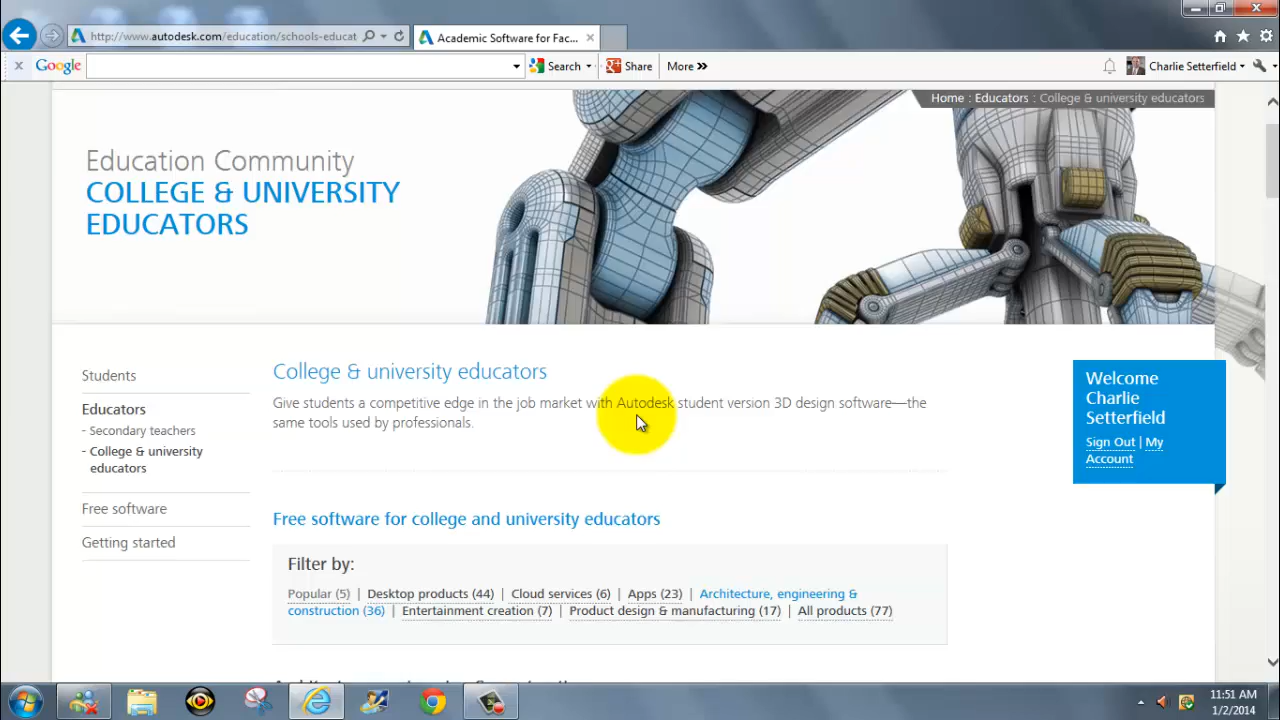 http://www.autodesk.com/education/schools-educat
Academic Software for Fac...
Google
Search
Share
More »
Charlie Setterfield
Home : Educators : College & university educators
Education Community
COLLEGE & UNIVERSITY
EDUCATORS
Students
Educators
- Secondary teachers
- College & university
educators
Free software
Getting started
College & university educators
Give students a competitive edge in the job market with Autodesk student version 3D design software—the
same tools used by professionals.
Free software for college and university educators
Filter by:
Popular (5) | Desktop products (44) | Cloud services (6) | Apps (23) | Architecture, engineering &
construction (36) | Entertainment creation (7) | Product design & manufacturing (17) | All products (77)
Welcome
Charlie
Setterfield
Sign Out | My
Account
11:51 AM
1/2/2014